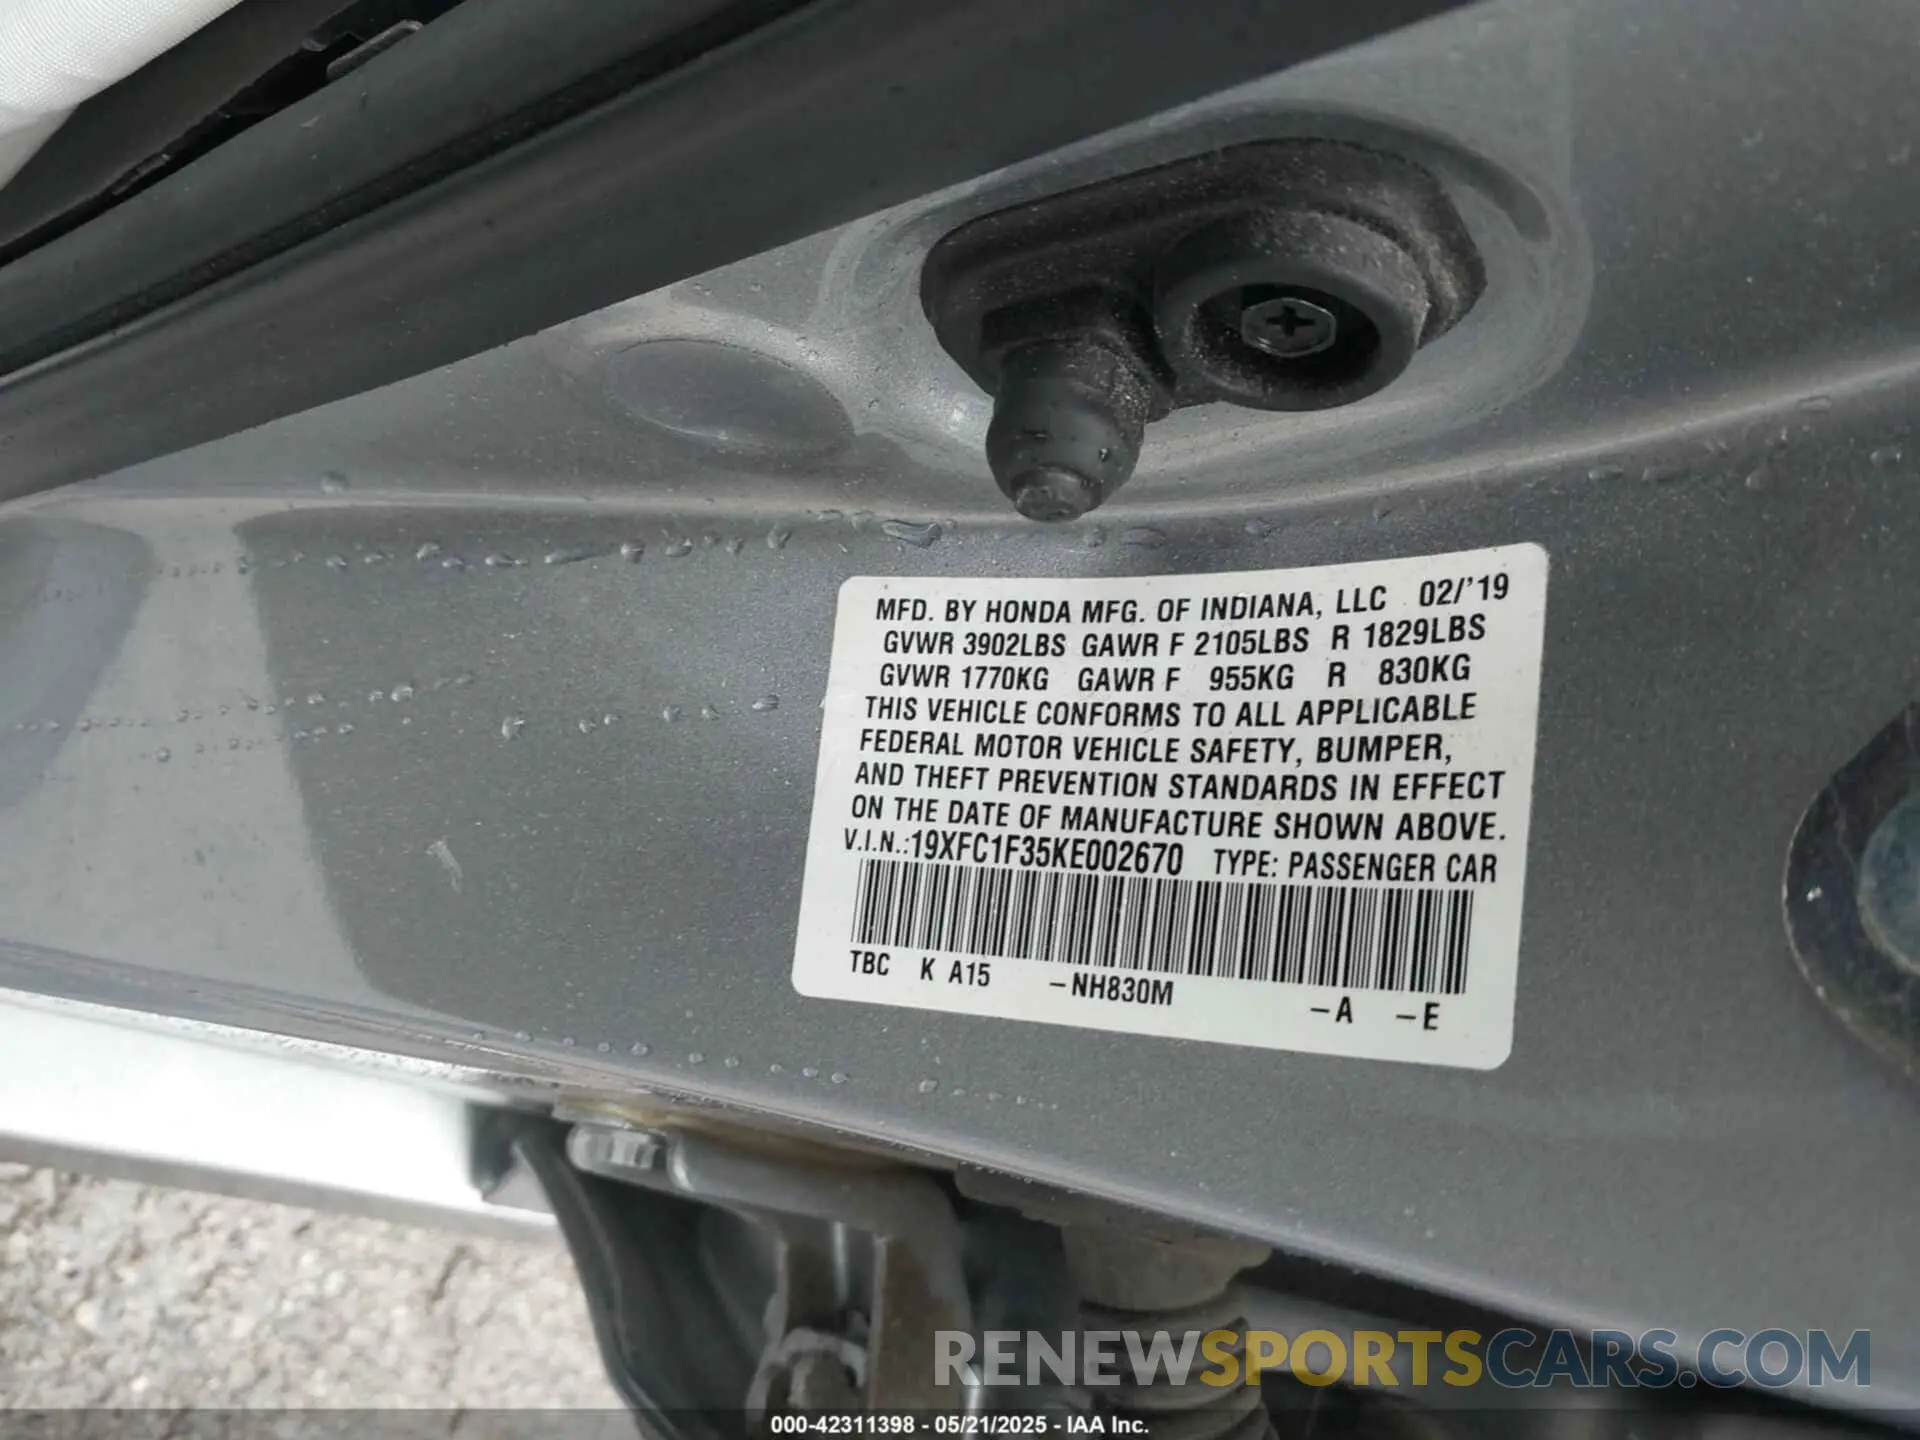 MFD. BY HONDA MFG. OF INDIANA, LLC 02/'19
GVWR 3902LBS GAWR F 2105LBS R 1829LBS
GVWR 1770KG GAWR F 955KG R 830KG
THIS VEHICLE CONFORMS TO ALL APPLICABLE
FEDERAL MOTOR VEHICLE SAFETY, BUMPER,
AND THEFT PREVENTION STANDARDS IN EFFECT
ON THE DATE OF MANUFACTURE SHOWN ABOVE.
V.I.N.:19XFC1F35KE002670 TYPE: PASSENGER CAR
TBC K A15 -NH830M -A -E
RENEWSPORTSCARS.COM
000-42311398 - 05/21/2025 - IAA Inc.